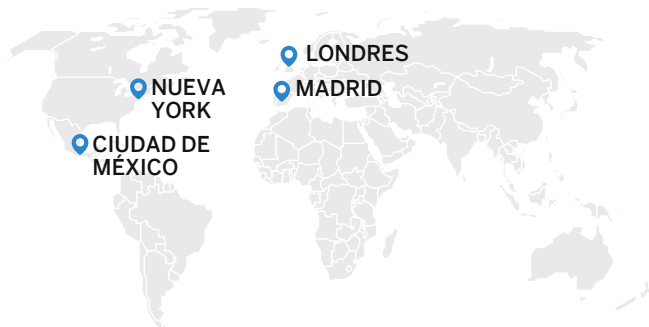 LONDRES
MADRID
NUEVA
YORK
CIUDAD DE
MÉXICO